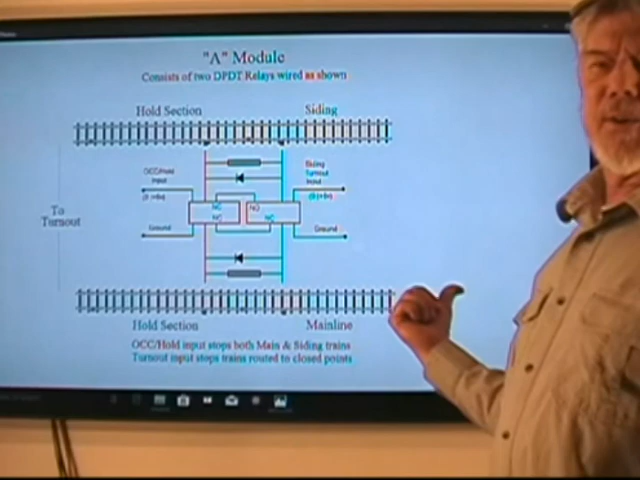 "A" Module
Consists of two DPDT Relays wired as shown
Hold Section
Siding
OCC/Hold
Input
Siding
Turnout
Input
NC
NO
NC
NC
To
Turnout
Ground
Ground
Hold Section
Mainline
OCC/Hold input stops both Main & Siding trains
Turnout input stops trains routed to closed points